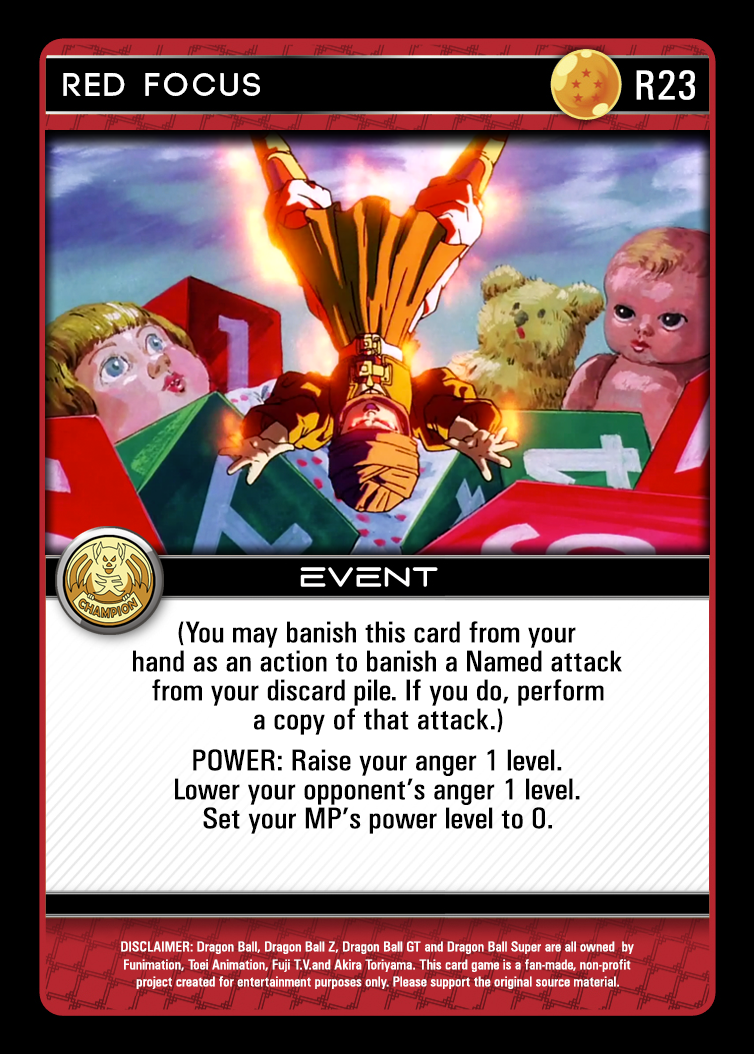 RED FOCUS
R23
1
EVENT
CHAMPION
(You may banish this card from your
hand as an action to banish a Named attack
from your discard pile. If you do, perform
a copy of that attack.)
POWER: Raise your anger 1 level.
Lower your opponent's anger 1 level.
Set your MP's power level to 0.
DISCLAIMER: Dragon Ball, Dragon Ball Z, Dragon Ball GT and Dragon Ball Super are all owned by
Funimation, Toei Animation, Fuji T.V.and Akira Toriyama. This card game is a fan-made, non-profit
project created for entertainment purposes only. Please support the original source material.